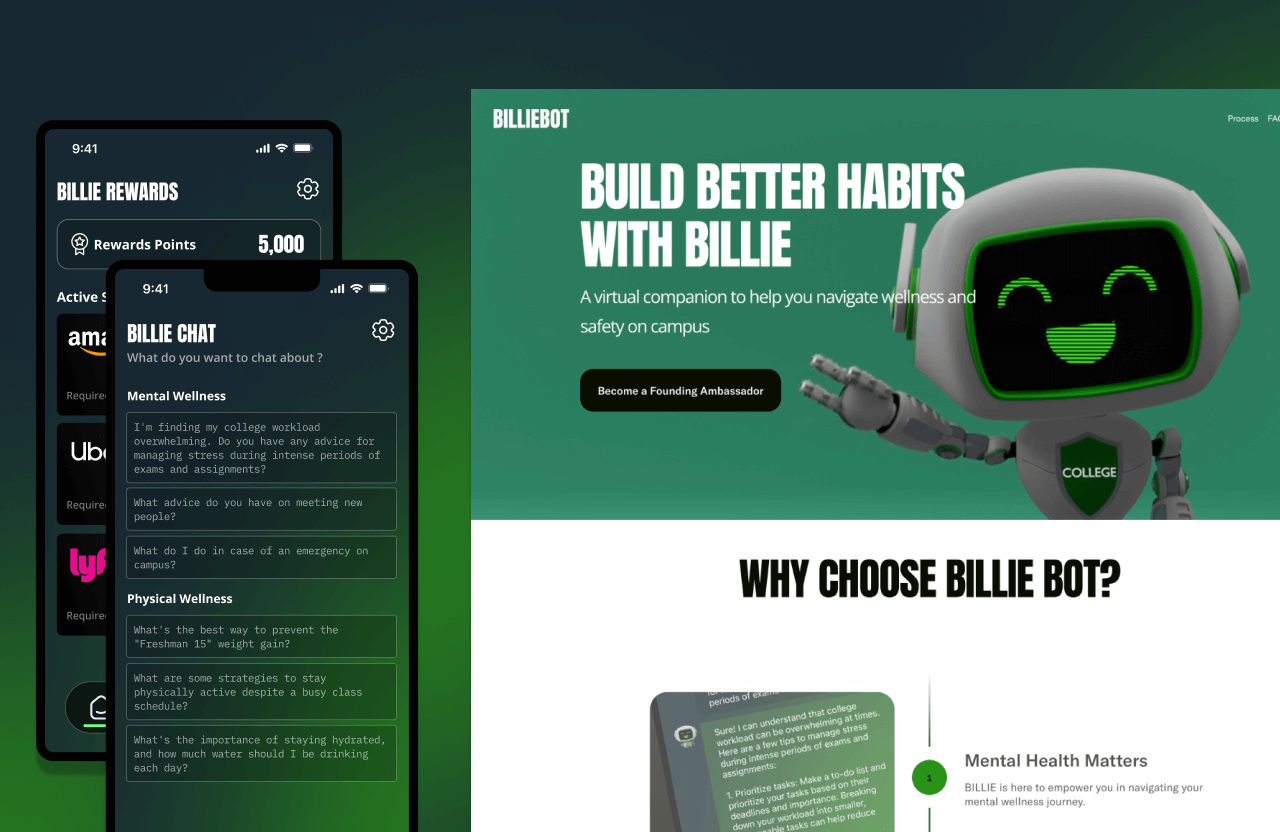 9:41
BILLIE REWARDS
Rewards Points
5,000
Active
Required
Required
Required
9:41
BILLIE CHAT
What do you want to chat about ?
Mental Wellness
I'm finding my college workload
overwhelming. Do you have any advice for
managing stress during intense periods of
exams and assignments?
What advice do you have on meeting new
people?
What do I do in case of an emergency on
campus?
Physical Wellness
What's the best way to prevent the
"Freshman 15" weight gain?
What are some strategies to stay
physically active despite a busy class
schedule?
What's the importance of staying hydrated,
and how much water should I be drinking
each day?
BILLIEBOT
Process
BUILD BETTER HABITS
WITH BILLIE
A virtual companion to help you navigate wellness and
safety on campus
Become a Founding Ambassador
COLLEGE
WHY CHOOSE BILLIE BOT?
periods of exams
Sure! I can understand that college
workload can be overwhelming at times.
Here are a few tips to manage stress
during intense periods of exams and
assignments:
1. Prioritize tasks: Make a to-do list and
prioritize your tasks based on their
deadlines and importance. Breaking
down your workload into smaller,
tasks can help reduce
1
Mental Health Matters
BILLIE is here to empower you in navigating your
mental wellness journey.